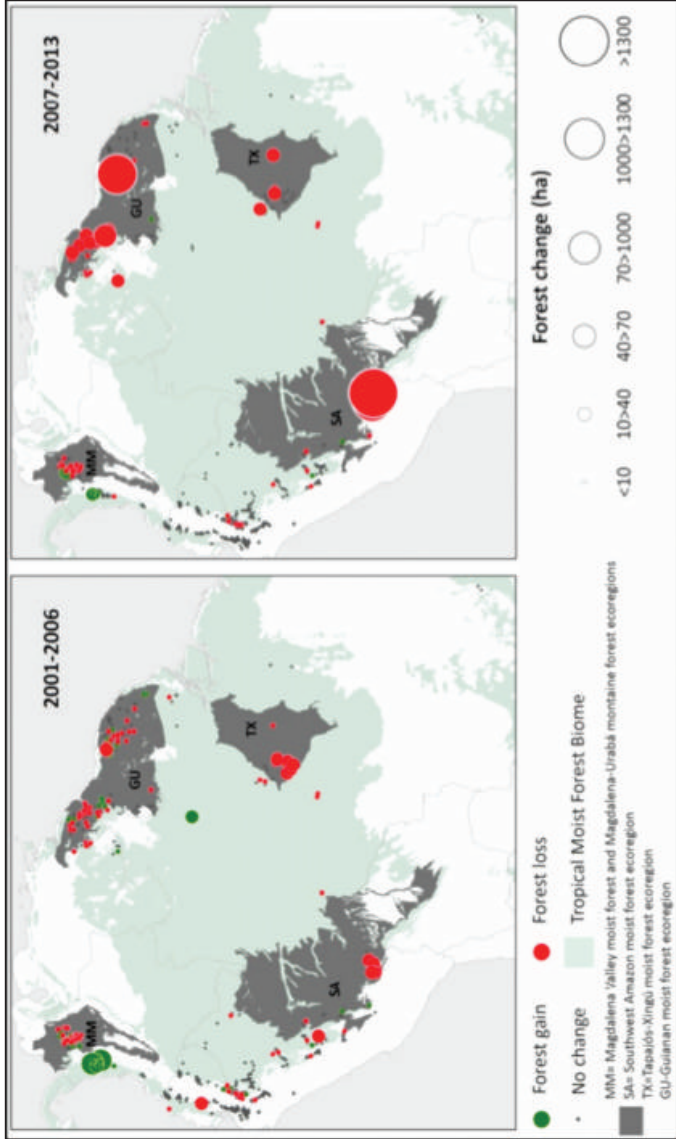 2001-2006
MM
GU
TX
SA
2007-2013
MM
GU
TX
SA
Forest gain
Forest loss
No change
Tropical Moist Forest Biome
MM= Magdalena Valley moist forest and Magdalena-Urabá montaine forest ecoregions
SA= Southwest Amazon moist forest ecoregion
TX=Tapajós-Xingú moist forest ecoregion
GU-Guianan moist forest ecoregion
Forest change (ha)
<10
10>40
40>70
70>1000
1000>1300
>1300